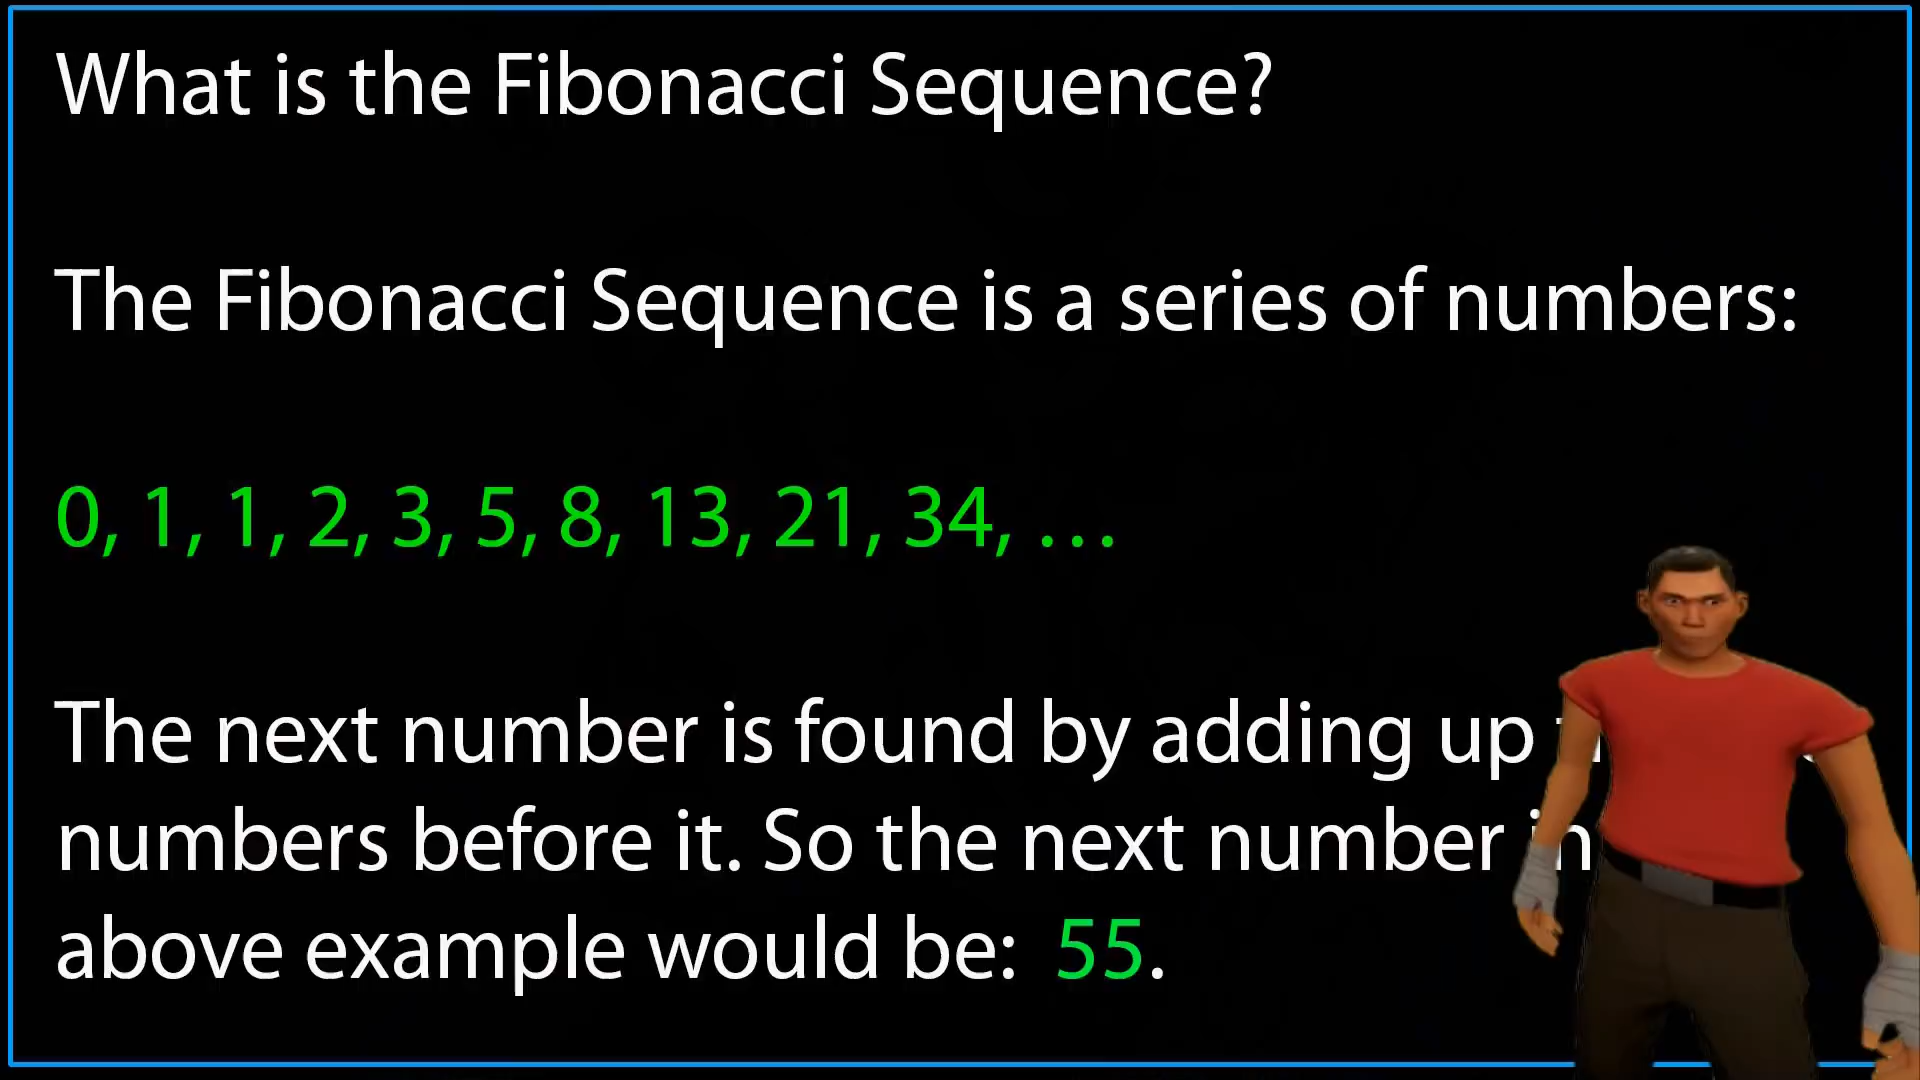 What is the Fibonacci Sequence?
The Fibonacci Sequence is a series of numbers:
0, 1, 1, 2, 3, 5, 8, 13, 21, 34, …
The next number is found by adding up
numbers before it. So the next number in
above example would be: 55.